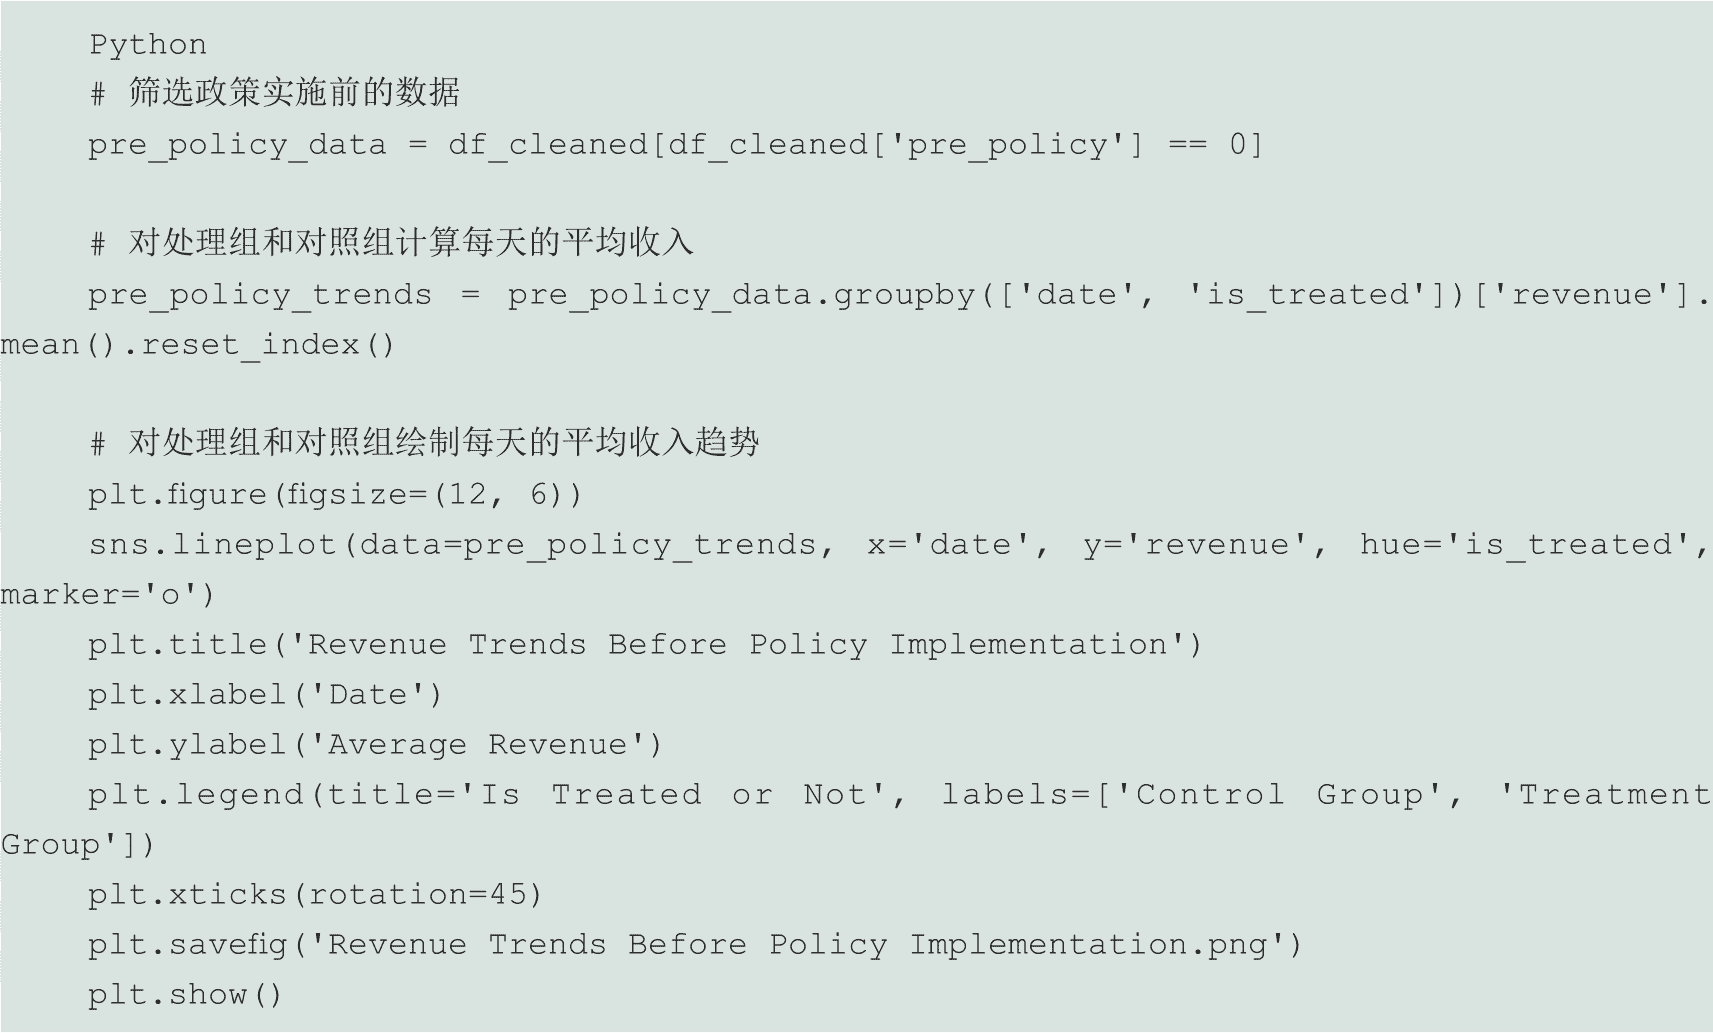 Python
# 筛选政策实施前的数据
pre_policy_data = df_cleaned[df_cleaned['pre_policy'] == 0]
# 对处理组和对照组计算每天的平均收入
pre_policy_trends = pre_policy_data.groupby(['date', 'is_treated'])['revenue'].
mean().reset_index()
# 对处理组和对照组绘制每天的平均收入趋势
plt.figure(figsize=(12, 6))
sns.lineplot(data=pre_policy_trends, x='date', y='revenue', hue='is_treated',
marker='o')
plt.title('Revenue Trends Before Policy Implementation')
plt.xlabel('Date')
plt.ylabel('Average Revenue')
plt.legend(title='Is Treated or Not', labels=['Control Group', 'Treatment
Group'])
plt.xticks(rotation=45)
plt.savefig('Revenue Trends Before Policy Implementation.png')
plt.show()